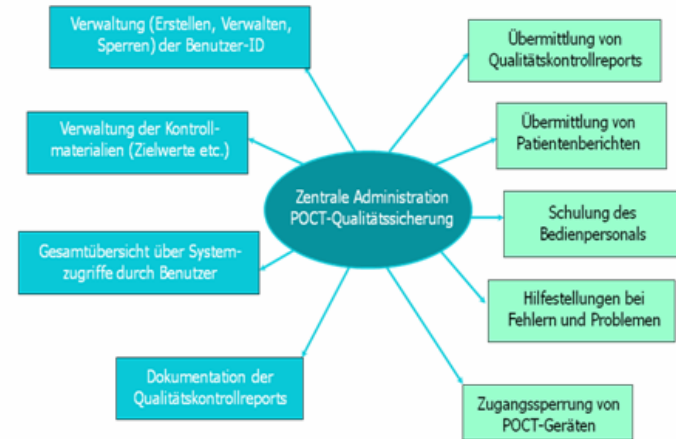 Verwaltung (Erstellen, Verwalten,
Sperren) der Benutzer-ID
Verwaltung der Kontroll-
materialien (Zielwerte etc.)
Gesamtübersicht über System-
zugriffe durch Benutzer
Dokumentation der
Qualitätskontrollreports
Zentrale Administration
POCT-Qualitätssicherung
Übermittlung von
Qualitätskontrollreports
Übermittlung von
Patientenberichten
Schulung des
Bedienpersonals
Hilfestellungen bei
Fehlern und Problemen
Zugangssperrung von
POCT-Geräten